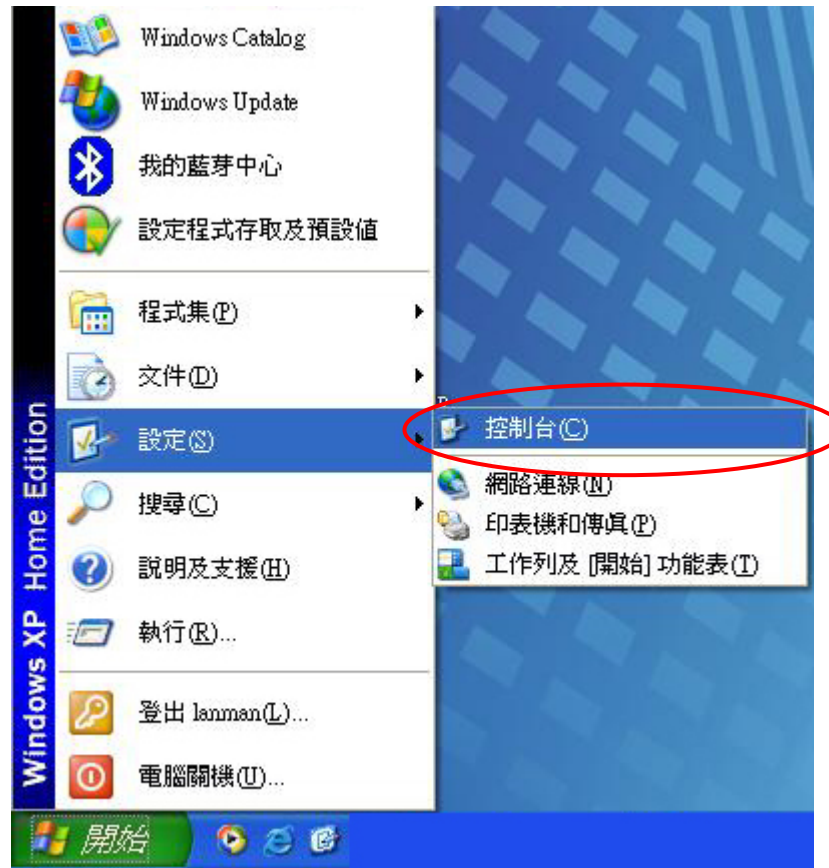 Windows Catalog
Windows Update
我的藍芽中心
設定程式存取及預設值
程式集(P)
文件(D)
設定(S)
搜尋(C)
說明及支援(H)
執行(R)...
登出 lanman(L)...
電腦關機(U)...
控制台(C)
網路連線(N)
印表機和傳真(P)
工作列及 [開始] 功能表(T)
Windows XP Home Edition
開始